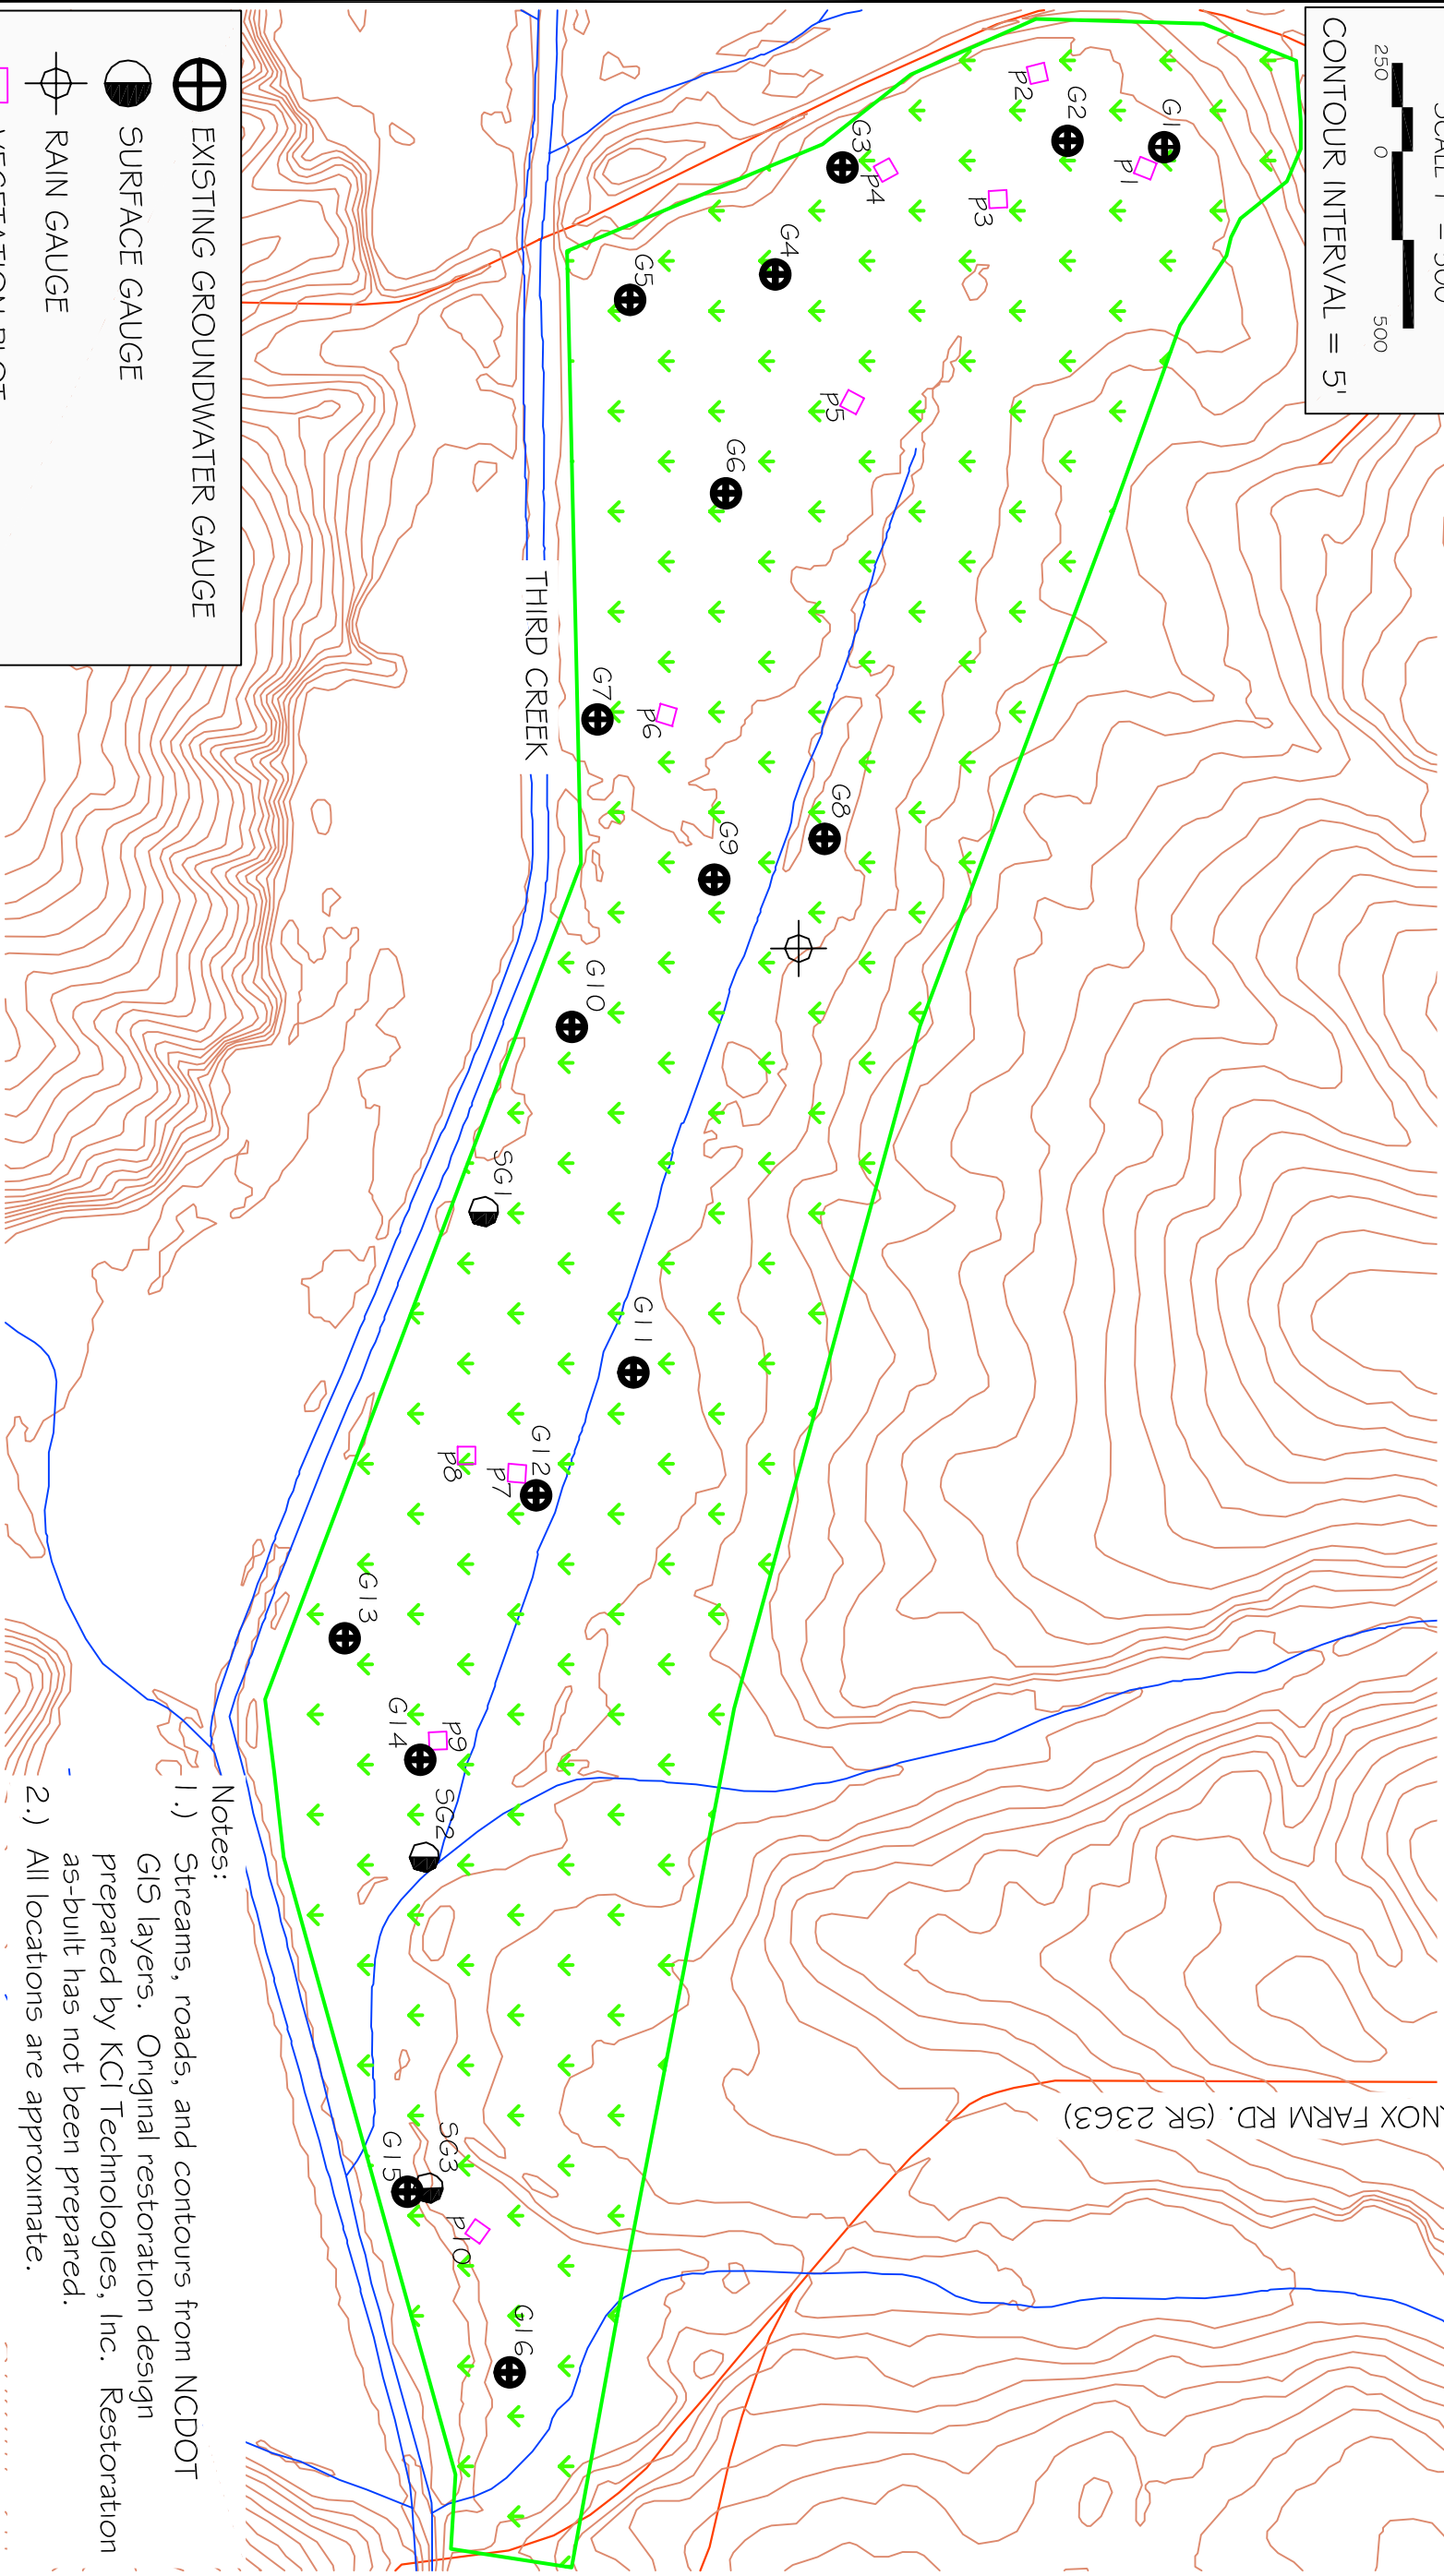 250 0 500
CONTOUR INTERVAL = 5'
KNOX FARM RD. (SR 2363)
G1
P1
G2
P2
P3
G3
P4
G4
G5
P5
G6
G7
P6
G8
G9
G10
SG1
G11
G12
P7
P8
G13
G14
P9
SG2
SG3
G15
P10
G16
THIRD CREEK
EXISTING GROUNDWATER GAUGE
SURFACE GAUGE
RAIN GAUGE
Notes:
1.) Streams, roads, and contours from NCDOT
GIS layers. Original restoration design
prepared by KCI Technologies, Inc. Restoration
as-built has not been prepared.
2.) All locations are approximate.